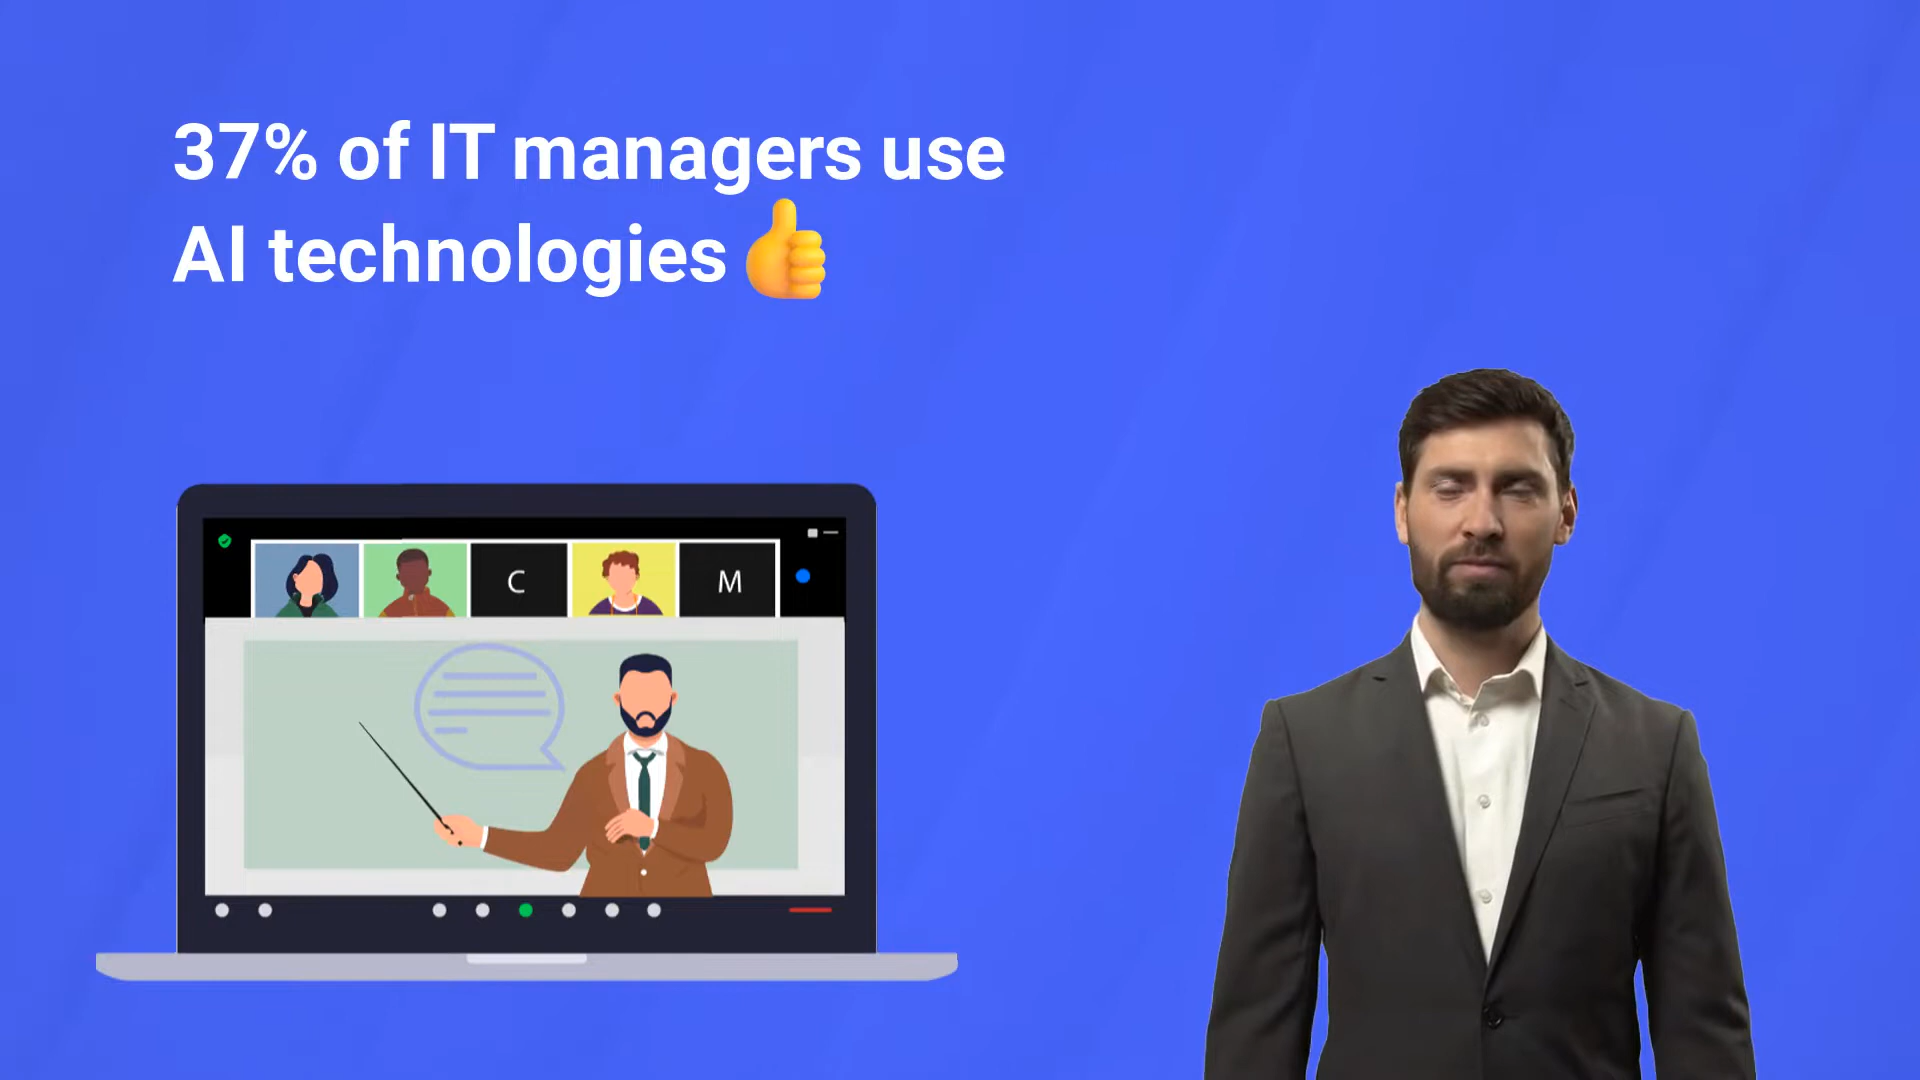 37% of IT managers use
AI technologies 👍
C
M